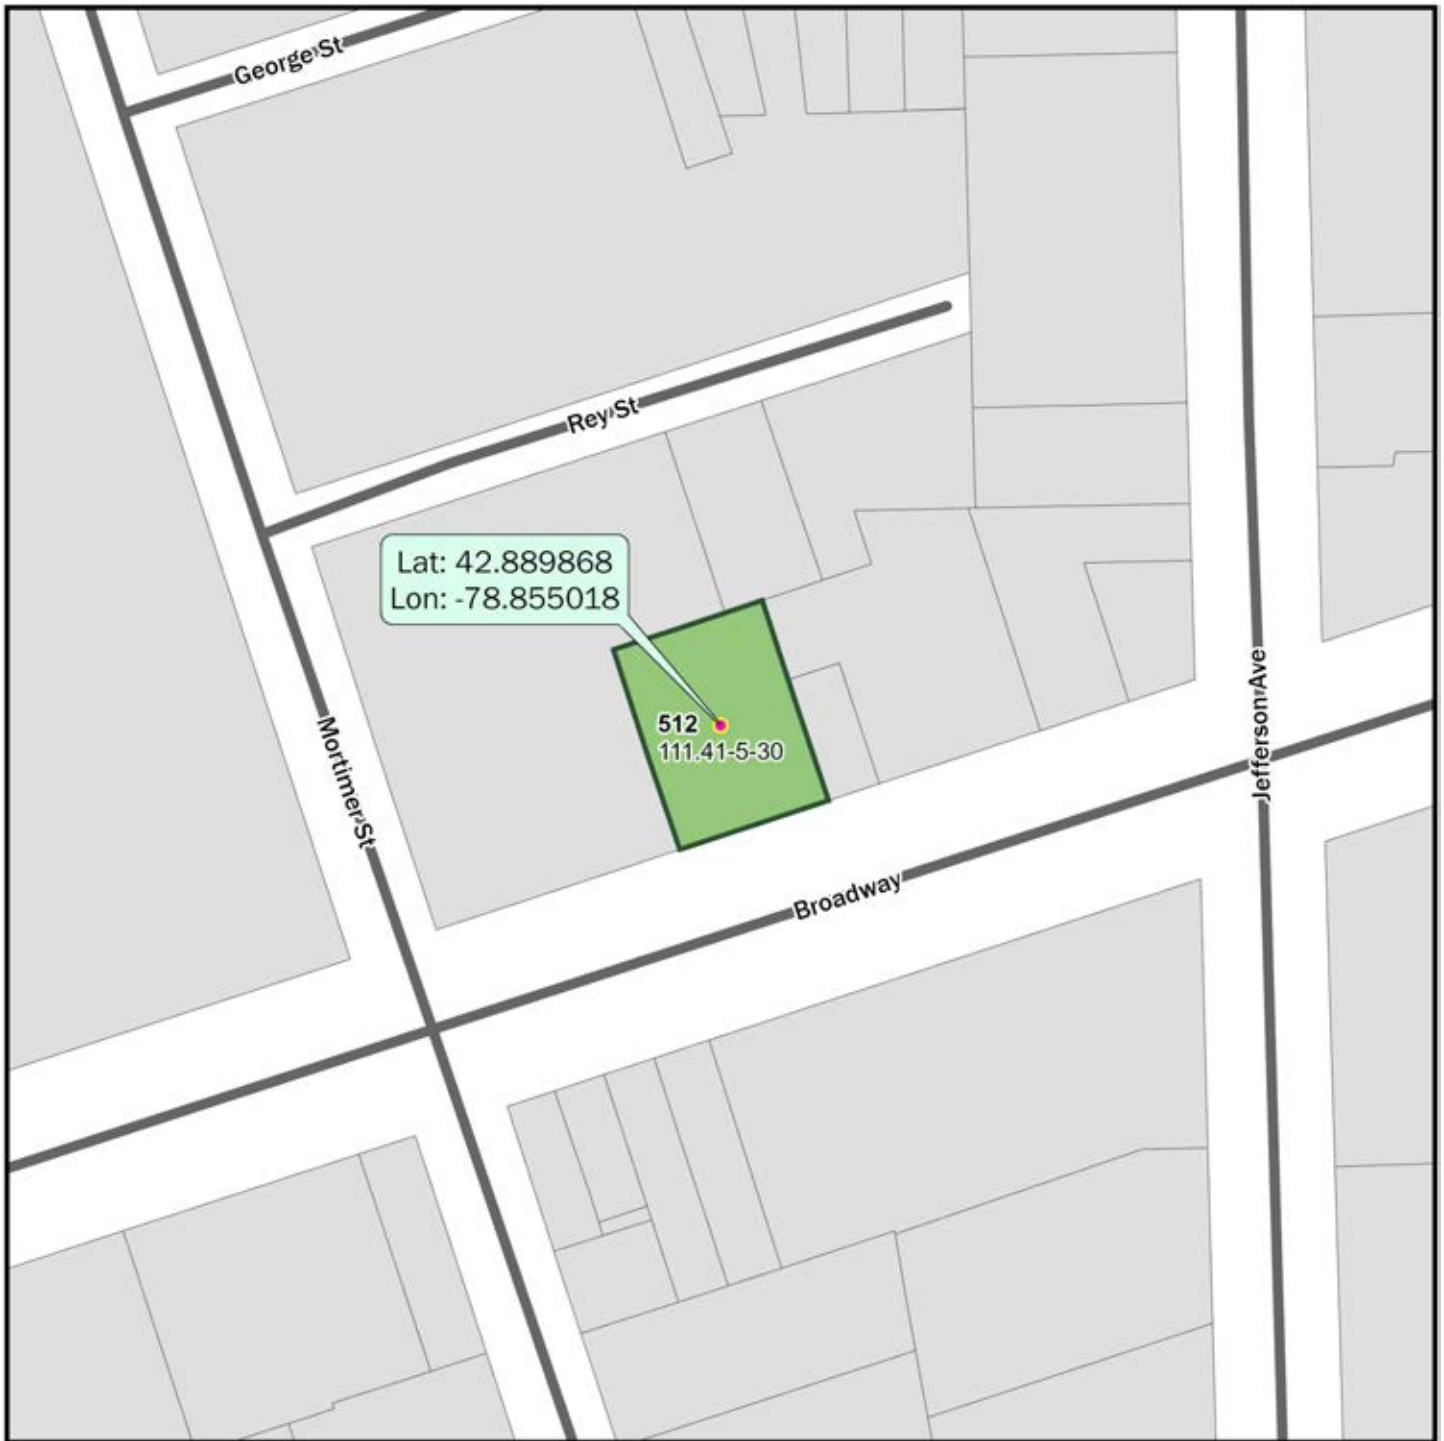 George St
Rey St
Lat: 42.889868
Lon: -78.855018
512
111.41-5-30
Mortimer St
Jefferson Ave
Broadway